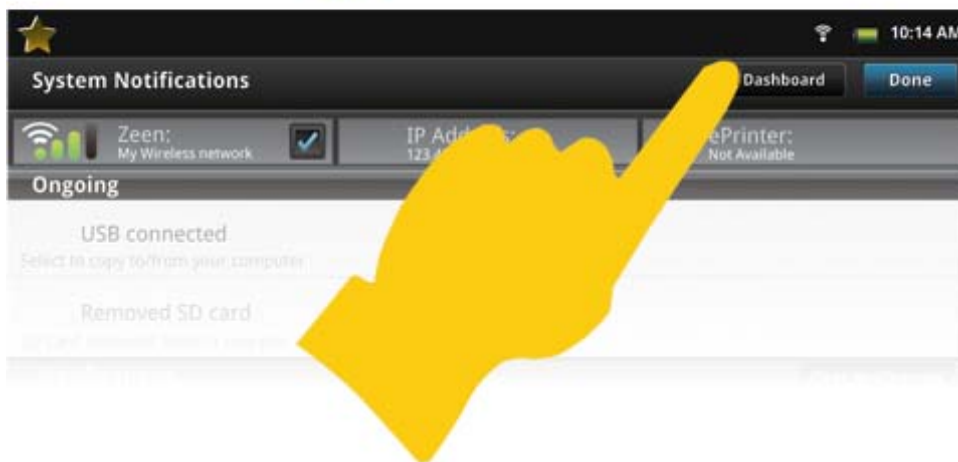 10:14 AM
System Notifications
Dashboard
Done
Zeen:
My Wireless network
IP
123
ePrinter:
Not Available
Ongoing
USB connected
Select to copy to/from your computer
Removed SD card